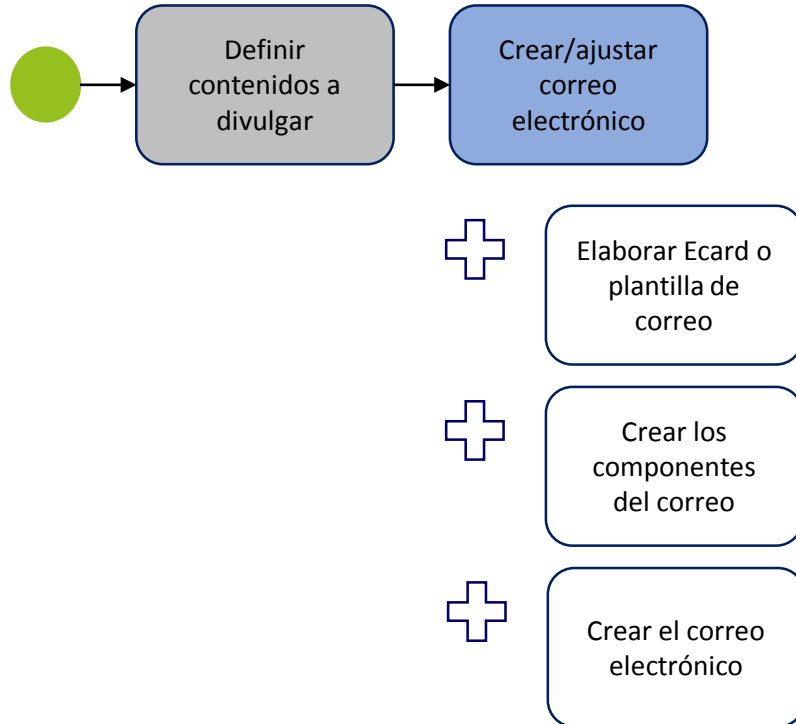 Definir
contenidos a
divulgar
Crear/ajustar
correo
electrónico
Elaborar Ecard o
plantilla de
correo
Crear los
componentes
del correo
Crear el correo
electrónico